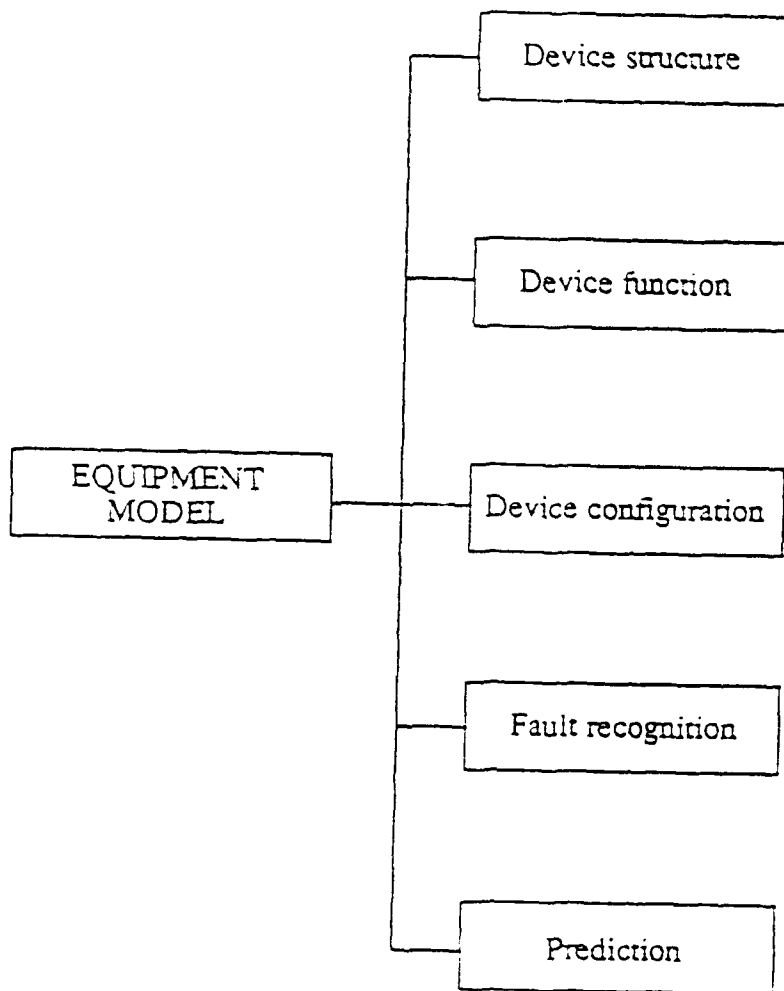 Device structure
Device function
EQUIPMENT
MODEL
Device configuration
Fault recognition
Prediction